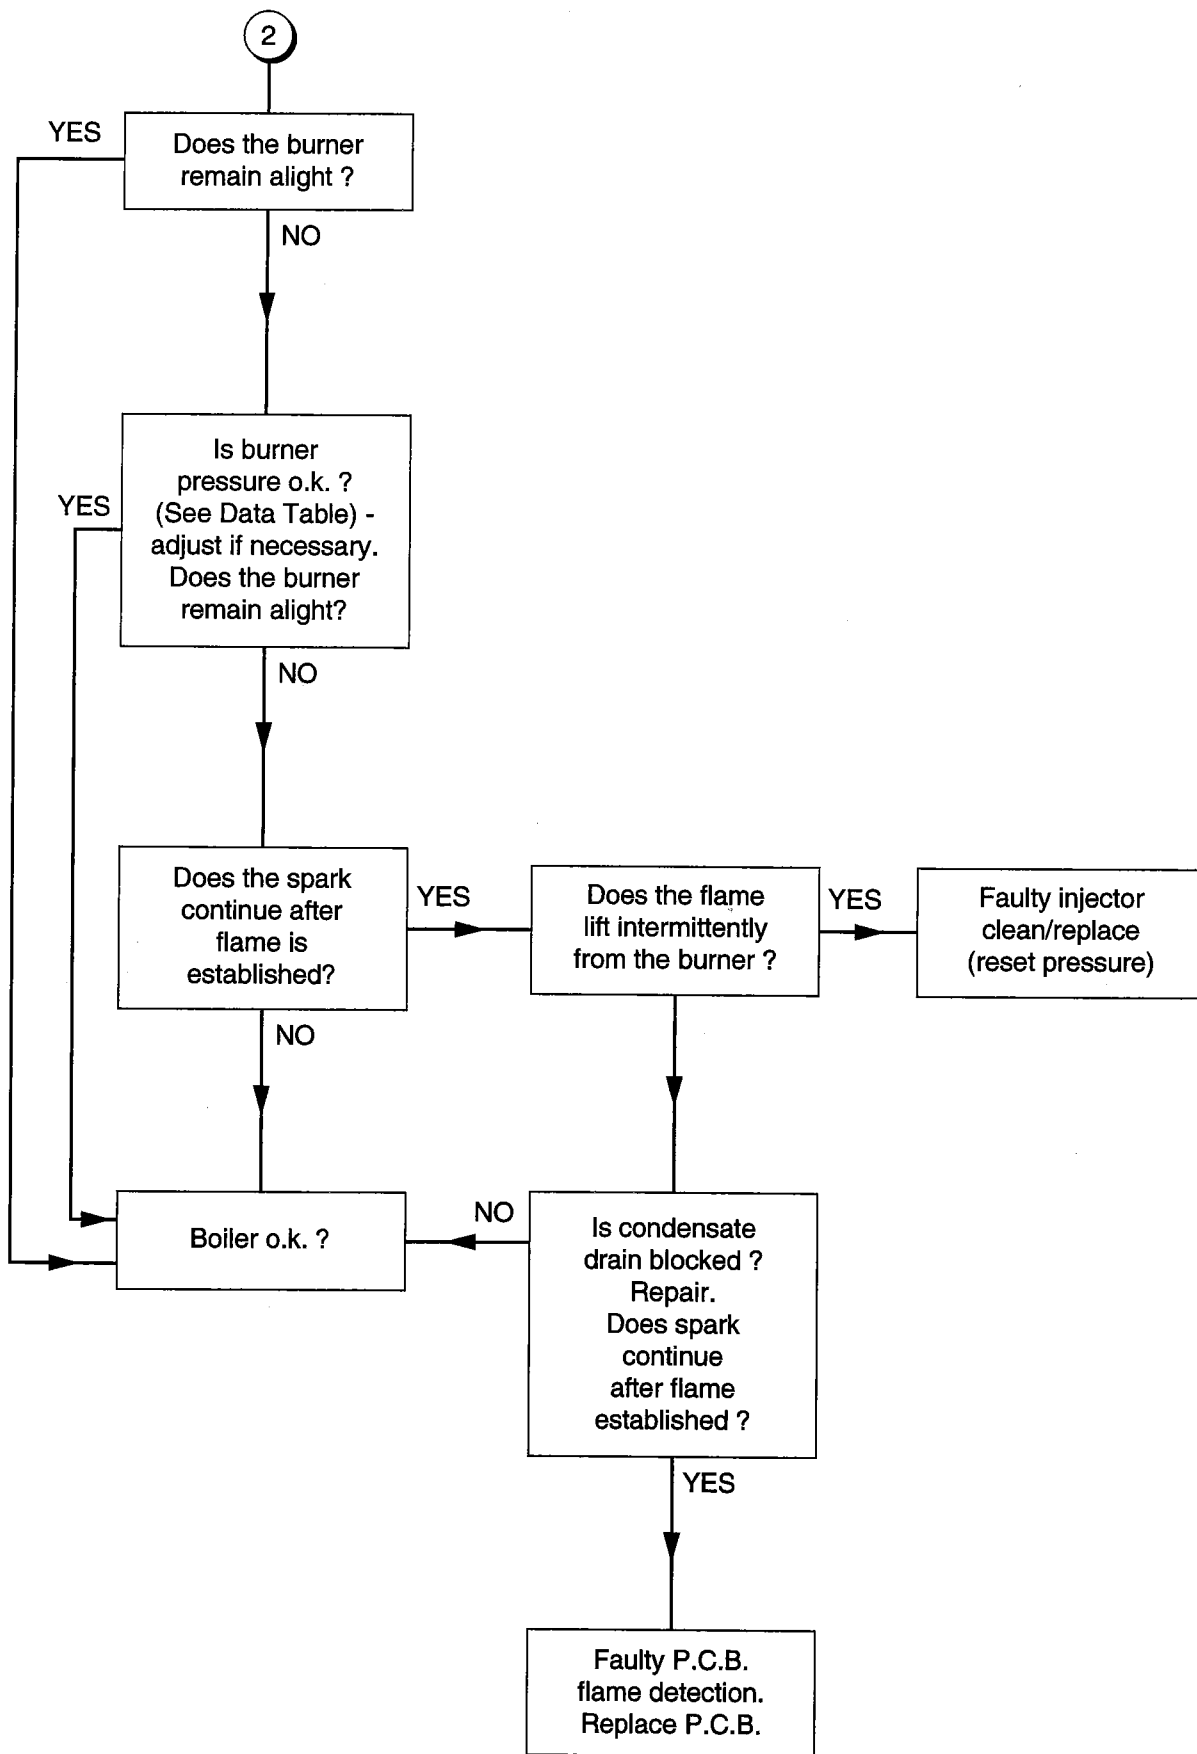 2
YES
Does the burner
remain alight ?
NO
Is burner
pressure o.k. ?
(See Data Table) -
adjust if necessary.
Does the burner
remain alight?
YES
NO
Does the spark
continue after
flame is
established?
YES
Does the flame
lift intermittently
from the burner ?
YES
Faulty injector
clean/replace
(reset pressure)
NO
Boiler o.k. ?
NO
Is condensate
drain blocked ?
Repair.
Does spark
continue
after flame
established ?
YES
Faulty P.C.B.
flame detection.
Replace P.C.B.